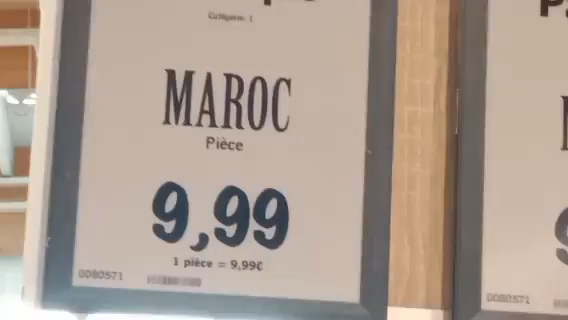 Catégorie: 1
MAROC
Pièce
9,99
1 pièce = 9,99€
0080571
0080571